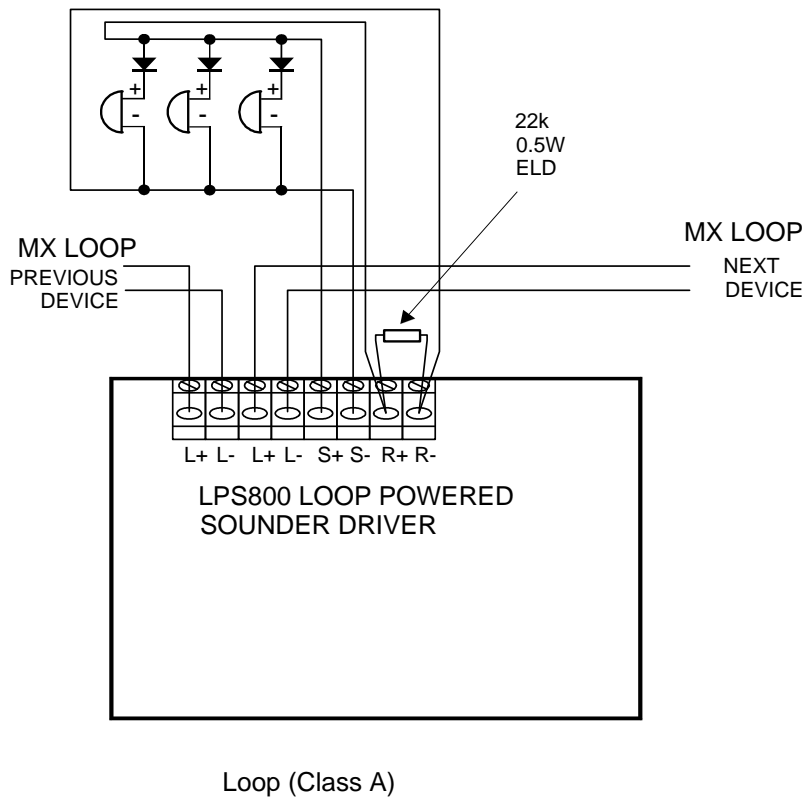 + + +
- - -
22k
0.5W
ELD
MX LOOP
PREVIOUS
DEVICE
MX LOOP
NEXT
DEVICE
L+ L- L+ L- S+ S- R+ R-
LPS800 LOOP POWERED
SOUNDER DRIVER
Loop (Class A)